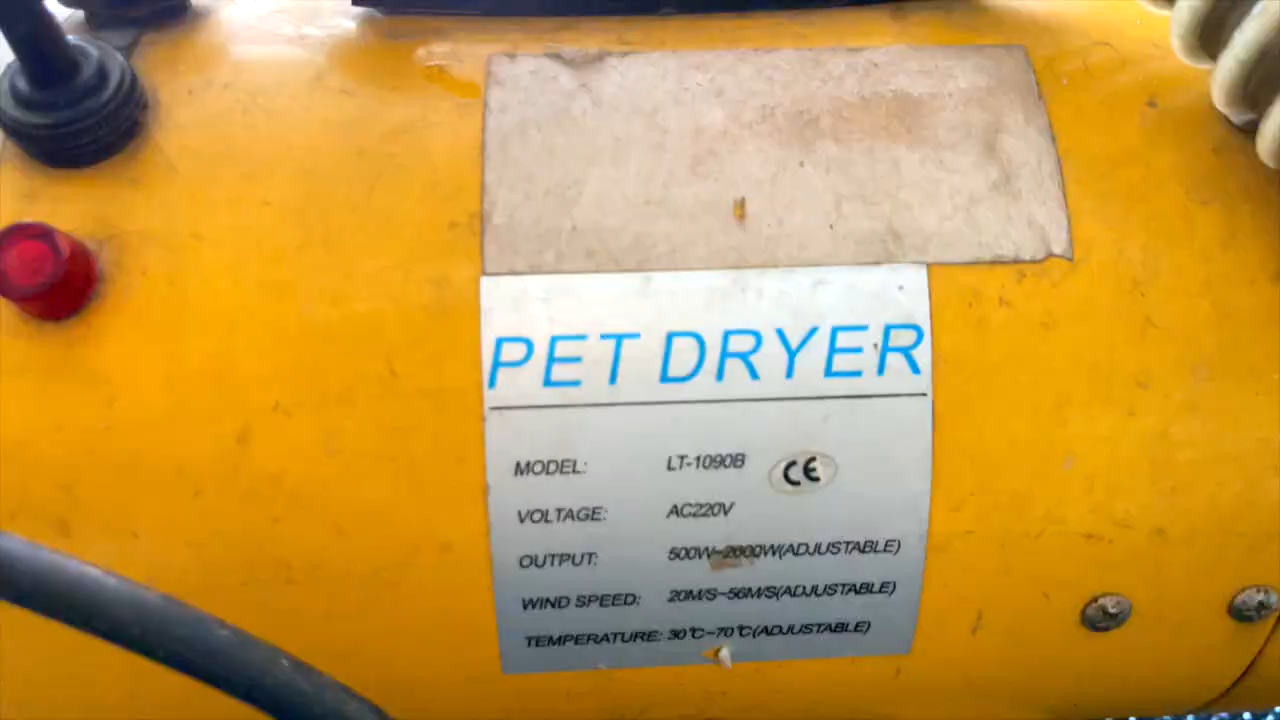 PET DRYER
MODEL: LT-1090B CE
VOLTAGE: AC220V
OUTPUT: 500W~2000W(ADJUSTABLE)
WIND SPEED: 20M/S~56M/S(ADJUSTABLE)
TEMPERATURE: 30℃~70℃(ADJUSTABLE)